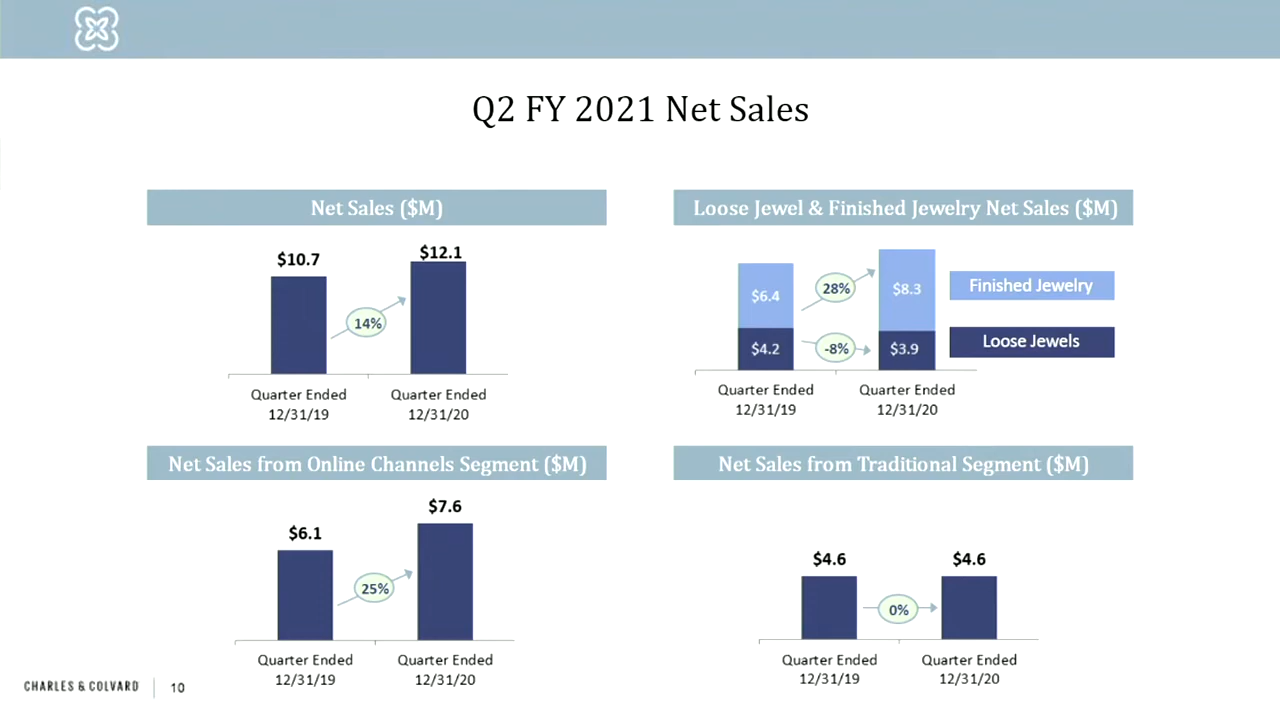 Q2 FY 2021 Net Sales
Net Sales ($M)
$10.7
$12.1
14%
Quarter Ended
12/31/19
Quarter Ended
12/31/20
Loose Jewel & Finished Jewelry Net Sales ($M)
$6.4
28%
$8.3
$4.2
-8%
$3.9
Finished Jewelry
Loose Jewels
Quarter Ended
12/31/19
Quarter Ended
12/31/20
Net Sales from Online Channels Segment ($M)
$6.1
$7.6
25%
Quarter Ended
12/31/19
Quarter Ended
12/31/20
Net Sales from Traditional Segment ($M)
$4.6
$4.6
0%
Quarter Ended
12/31/19
Quarter Ended
12/31/20
CHARLES & COLVARD
10